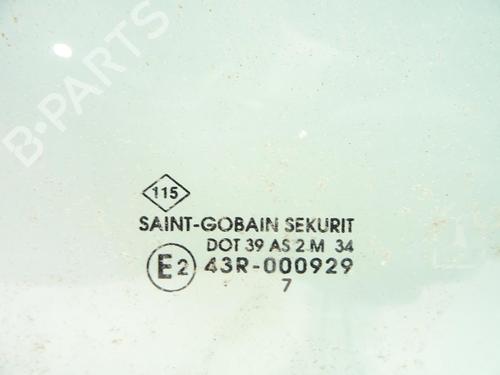 B-PARTS
115
SAINT-GOBAIN SEKURIT
DOT 39 AS 2 M 34
E2 43R-000929
7